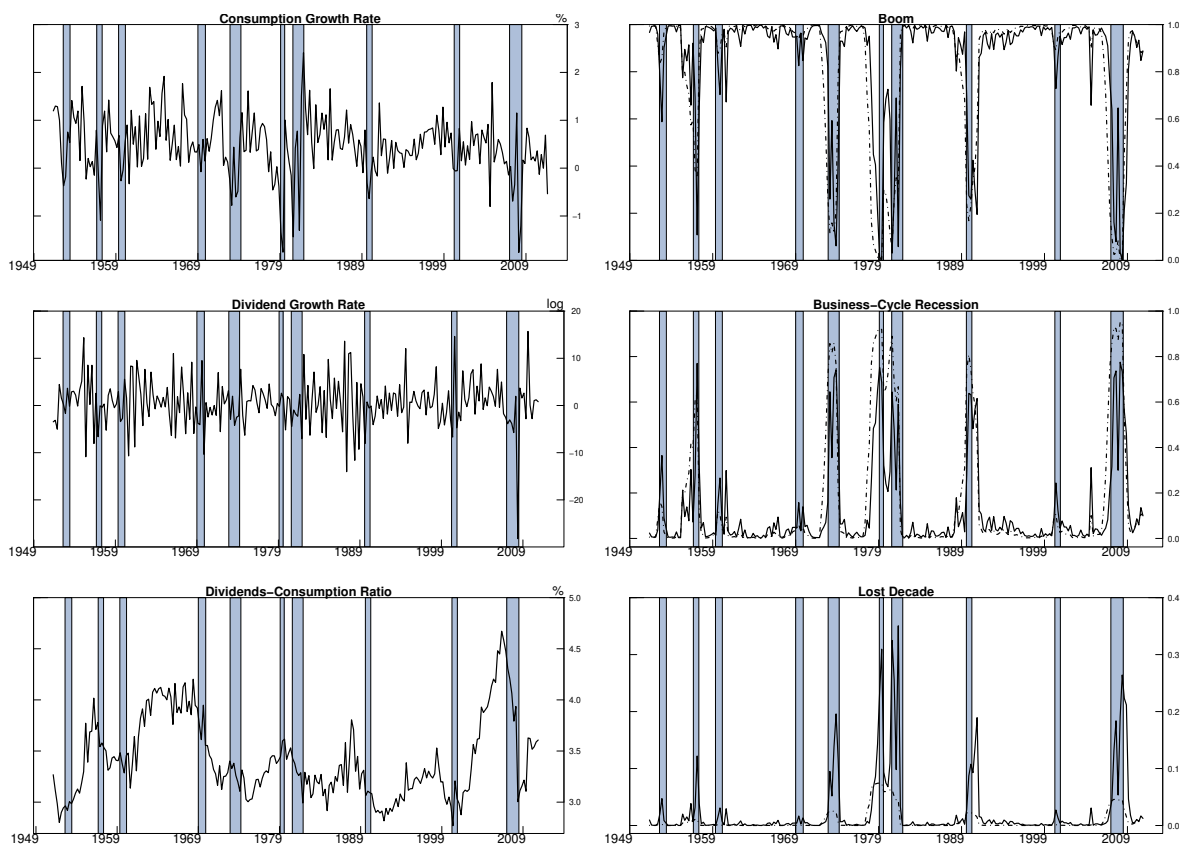 Consumption Growth Rate
%
3
2
1
0
−1
1949 1959 1969 1979 1989 1999 2009
Boom
1.0
0.8
0.6
0.4
0.2
0.0
1949 1959 1969 1979 1989 1999 2009
Dividend Growth Rate
log
20
10
0
−10
−20
1949 1959 1969 1979 1989 1999 2009
Business−Cycle Recession
1.0
0.8
0.6
0.4
0.2
0.0
1949 1959 1969 1979 1989 1999 2009
Dividends−Consumption Ratio
%
5.0
4.5
4.0
3.5
3.0
1949 1959 1969 1979 1989 1999 2009
Lost Decade
0.4
0.3
0.2
0.1
0.0
1949 1959 1969 1979 1989 1999 2009